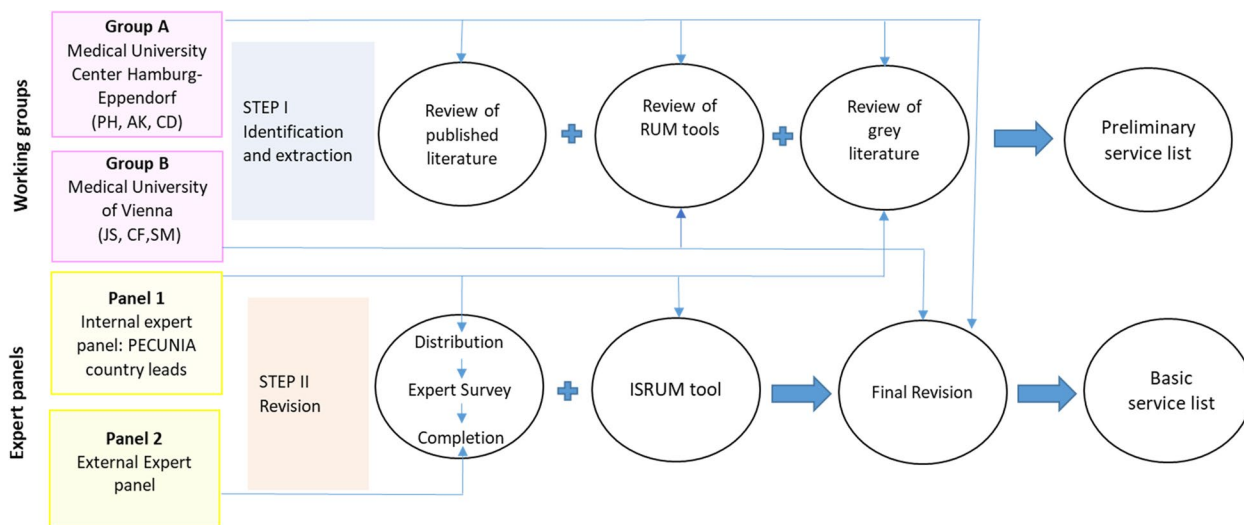 Working groups
Group A
Medical University
Center Hamburg-
Eppendorf
(PH, AK, CD)
Group B
Medical University
of Vienna
(JS, CF,SM)
STEP I
Identification
and extraction
Review of
published
literature
Review of
RUM tools
Review of
grey
literature
Preliminary
service list
Expert panels
Panel 1
Internal expert
panel: PECUNIA
country leads
Panel 2
External Expert
panel
STEP II
Revision
Distribution
Expert Survey
Completion
ISRUM tool
Final Revision
Basic
service list